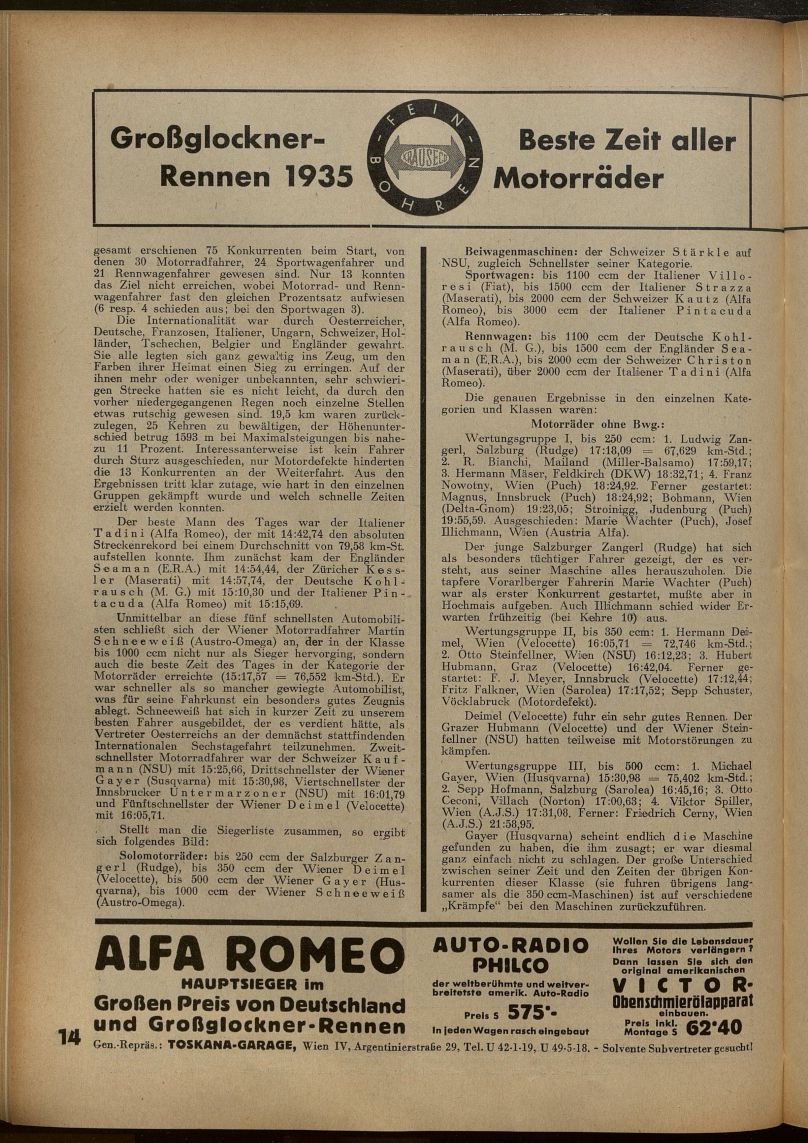 Großglockner-
Rennen 1935
FEIN
KRAUSECO
BOHREN
Beste Zeit aller
Motorräder
gesamt erschienen 75 Konkurrenten beim Start, von
denen 30 Motorradfahrer, 24 Sportwagenfahrer und
21 Rennwagenfahrer gewesen sind. Nur 13 konnten
das Ziel nicht erreichen, wobei Motorrad- und Renn-
wagenfahrer fast den gleichen Prozentsatz aufwiesen
(6 resp. 4 schieden aus; bei den Sportwagen 3).
Die Internationalität war durch Oesterreicher,
Deutsche, Franzosen, Italiener, Ungarn, Schweizer, Hol-
länder, Tschechen, Belgier und Engländer gewahrt.
Sie alle legten sich ganz gewaltig ins Zeug, um den
Farben ihrer Heimat einen Sieg zu erringen. Auf der
ihnen mehr oder weniger unbekannten, sehr schwieri-
gen Strecke hatten sie es nicht leicht, da durch den
vorher niedergegangenen Regen noch einzelne Stellen
etwas rutschig gewesen sind. 19,5 km waren zurück-
zulegen, 25 Kehren zu bewältigen, der Höhenunter-
schied betrug 1593 m bei Maximalsteigungen bis nahe-
zu 11 Prozent. Interessanterweise ist kein Fahrer
durch Sturz ausgeschieden, nur Motordefekte hinderten
die 13 Konkurrenten an der Weiterfahrt. Aus den
Ergebnissen tritt klar zutage, wie hart in den einzelnen
Gruppen gekämpft wurde und welch schnelle Zeiten
erzielt werden konnten.
Der beste Mann des Tages war der Italiener
Tadini (Alfa Romeo), der mit 14:42,74 den absoluten
Streckenrekord bei einem Durchschnitt von 79,58 km-St.
aufstellen konnte. Ihm zunächst kam der Engländer
Seaman (E.R.A.) mit 14:54,44, der Züricher Kess-
ler (Maserati) mit 14:57,74, der Deutsche Kohl-
rausch (M. G.) mit 15:10,30 und der Italiener Pin-
tacuda (Alfa Romeo) mit 15:15,69.
Unmittelbar an diese fünf schnellsten Automobili-
sten schließt sich der Wiener Motorradfahrer Martin
Schneeweiß (Austro-Omega) an, der in der Klasse
bis 1000 ccm nicht nur als Sieger hervorging, sondern
auch die beste Zeit des Tages in der Kategorie der
Motorräder erreichte (15:17,57 = 76,552 km-Std.). Er
war schneller als so mancher gewiegte Automobilist,
was für seine Fahrkunst ein besonders gutes Zeugnis
ablegt. Schneeweiß hat sich in kurzer Zeit zu unserem
besten Fahrer ausgebildet, der es verdient hätte, als
Vertreter Oesterreichs an der demnächst stattfindenden
Internationalen Sechstagefahrt teilzunehmen. Zweit-
schnellster Motorradfahrer war der Schweizer Kauf-
mann (NSU) mit 15:25,66, Drittschnellster der Wiener
Gayer (Susqvarna) mit 15:30,98, Viertschnellster der
Innsbrucker Untermarzoner (NSU) mit 16:01,79
und Fünftschnellster der Wiener Deimel (Velocette)
mit 16:05,71.
Stellt man die Siegerliste zusammen, so ergibt
sich folgendes Bild:
Solomotorräder: bis 250 ccm der Salzburger Zan-
gerl (Rudge), bis 350 ccm der Wiener Deimel
(Velocette), bis 500 ccm der Wiener Gayer (Hus-
qvarna), bis 1000 ccm der Wiener Schneeweiß
(Austro-Omega).
Beiwagenmaschinen: der Schweizer Stärkle auf
NSU, zugleich Schnellster seiner Kategorie.
Sportwagen: bis 1100 ccm der Italiener Villo-
resi (Fiat), bis 1500 ccm der Italiener Strazza
(Maserati), bis 2000 ccm der Schweizer Kautz (Alfa
Romeo), bis 3000 ccm der Italiener Pintacuda
(Alfa Romeo).
Rennwagen: bis 1100 ccm der Deutsche Kohl-
rausch (M. G.), bis 1500 ccm der Engländer Sea-
man (E.R.A.), bis 2000 ccm der Schweizer Christon
(Maserati), über 2000 ccm der Italiener Tadini (Alfa
Romeo).
Die genauen Ergebnisse in den einzelnen Kate-
gorien und Klassen waren:
Motorräder ohne Bwg.:
Wertungsgruppe I, bis 250 ccm: 1. Ludwig Zan-
gerl, Salzburg (Rudge) 17:18,09 = 67,629 km-Std.;
2. R. Bianchi, Mailand (Miller-Balsamo) 17:59,17;
3. Hermann Mäser, Feldkirch (DKW) 18:32,71; 4. Franz
Nowotny, Wien (Puch) 18:24,92. Ferner gestartet:
Magnus, Innsbruck (Puch) 18:24,92; Bohmann, Wien
(Delta-Gnom) 19:23,05; Stroinigg, Judenburg (Puch)
19:55,59. Ausgeschieden: Marie Wachter (Puch), Josef
Illichmann, Wien (Austria Alfa).
Der junge Salzburger Zangerl (Rudge) hat sich
als besonders tüchtiger Fahrer gezeigt, der es ver-
steht, aus seiner Maschine alles herauszuholen. Die
tapfere Vorarlberger Fahrerin Marie Wachter (Puch)
war als erster Konkurrent gestartet, mußte aber in
Hochmais aufgeben. Auch Illichmann schied wider Er-
warten frühzeitig (bei Kehre 10) aus.
Wertungsgruppe II, bis 350 ccm: 1. Hermann Dei-
mel, Wien (Velocette) 16:05,71 = 72,746 km-Std.;
2. Otto Steinfellner, Wien (NSU) 16:12,23; 3. Hubert
Hubmann, Graz (Velocette) 16:42,04. Ferner ge-
startet: F. J. Meyer, Innsbruck (Velocette) 17:12,44;
Fritz Falkner, Wien (Sarolea) 17:17,52; Sepp Schuster,
Vöcklabruck (Motordefekt).
Deimel (Velocette) fuhr ein sehr gutes Rennen. Der
Grazer Hubmann (Velocette) und der Wiener Stein-
fellner (NSU) hatten teilweise mit Motorstörungen zu
kämpfen.
Wertungsgruppe III, bis 500 ccm: 1. Michael
Gayer, Wien (Husqvarna) 15:30,98 = 75,402 km-Std.;
2. Sepp Hofmann, Salzburg (Sarolea) 16:45,16; 3. Otto
Ceconi, Villach (Norton) 17:00,63; 4. Viktor Spiller,
Wien (A.J.S.) 17:31,08. Ferner: Friedrich Cerny, Wien
(A.J.S.) 21:58,95.
Gayer (Husqvarna) scheint endlich die Maschine
gefunden zu haben, die ihm zusagt; er war diesmal
ganz einfach nicht zu schlagen. Der große Unterschied
zwischen seiner Zeit und den Zeiten der übrigen Kon-
kurrenten dieser Klasse (sie fuhren übrigens lang-
samer als die 350 ccm-Maschinen) ist auf verschiedene
„Krämpfe“ bei den Maschinen zurückzuführen.
ALFA ROMEO
HAUPTSIEGER im
Großen Preis von Deutschland
und Großglockner-Rennen
AUTO-RADIO
PHILCO
der weltberühmte und weitver-
breitetste amerik. Auto-Radio
Preis S 575·-
In jeden Wagen rasch eingebaut
Wollen Sie die Lebensdauer
Ihres Motors verlängern?
Dann lassen Sie sich den
original amerikanischen
VICTOR-
Obenschmierölapparat
einbauen.
Preis inkl.
Montage S 62·40
Gen.-Repräs.: TOSKANA-GARAGE, Wien IV, Argentinierstraße 29, Tel. U 42-1-19, U 49-5-18. - Solvente Subvertreter gesucht!
14